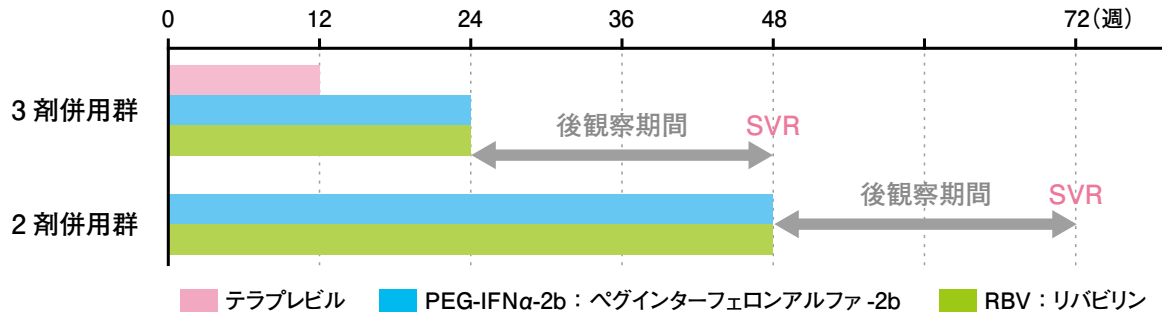 0 12 24 36 48 72(週)
3 剤併用群
後観察期間 SVR
2 剤併用群
後観察期間 SVR
テラプレビル PEG-IFNα-2b：ペグインターフェロンアルファ -2b RBV：リバビリン